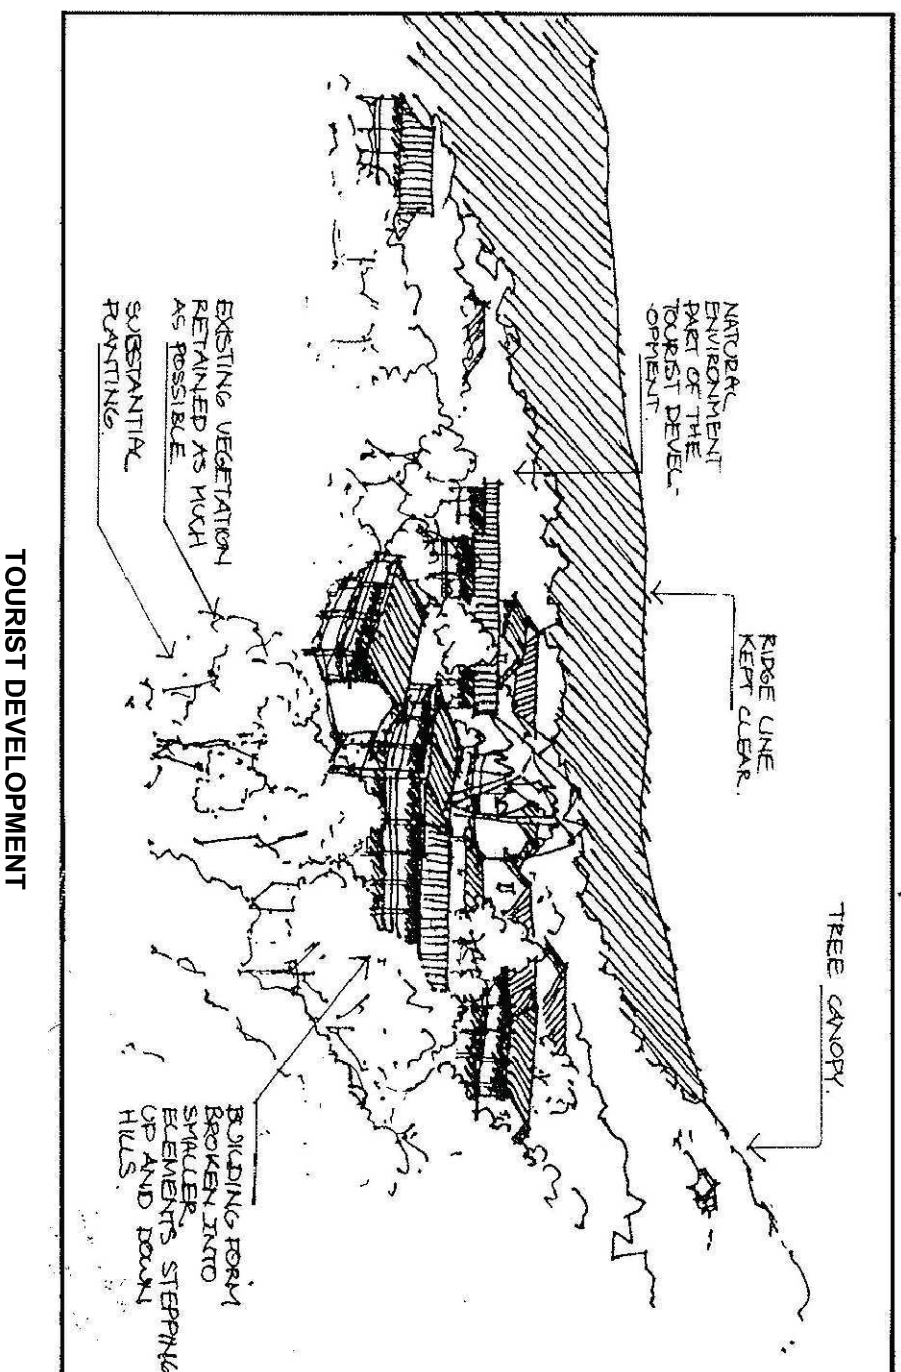 NATURAL
ENVIRONMENT
PART OF THE
TOURIST DEVEL-
OPMENT.
RIDGE LINE
KEPT CLEAR.
TREE CANOPY.
EXISTING VEGETATION
RETAINED AS MUCH
AS POSSIBLE
SUBSTANTIAL
PLANTING.
BUILDING FORM
BROKEN INTO
SMALLER
ELEMENTS STEPPING
UP AND DOWN
HILLS.
TOURIST DEVELOPMENT